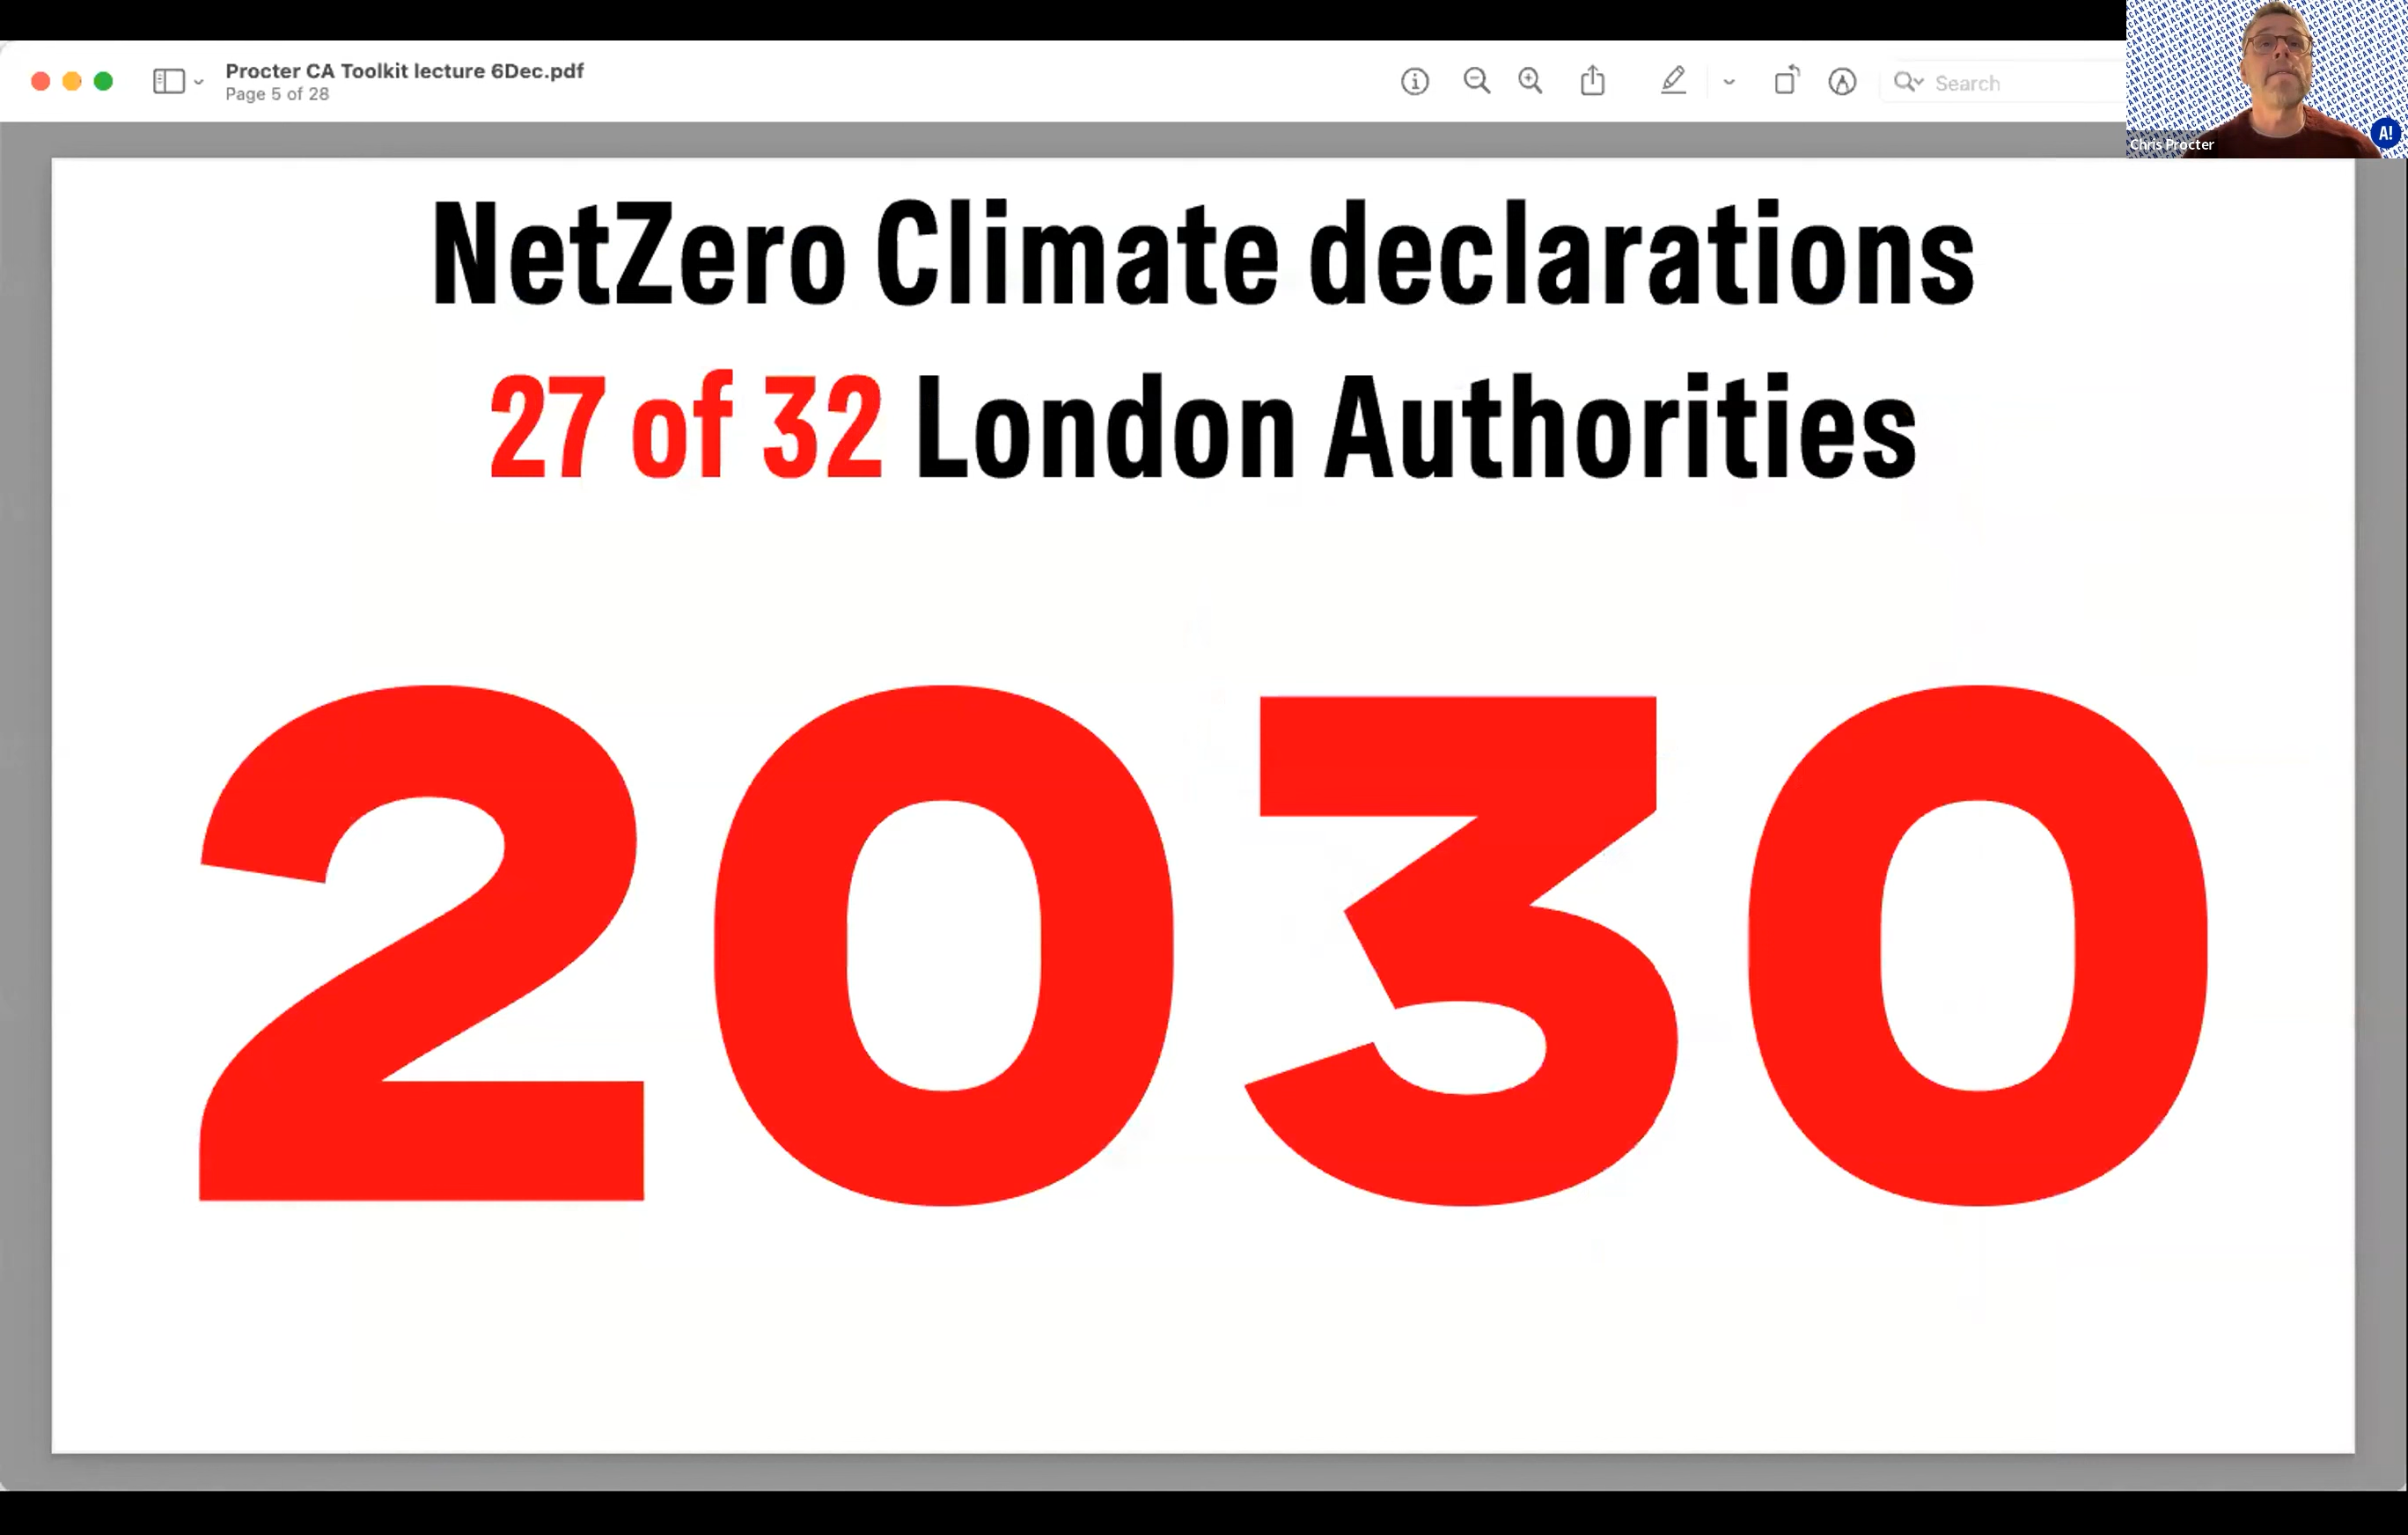 Procter CA Toolkit lecture 6Dec.pdf
Page 5 of 28
Search
A!
Chris Procter
NetZero Climate declarations
27 of 32 London Authorities
2030